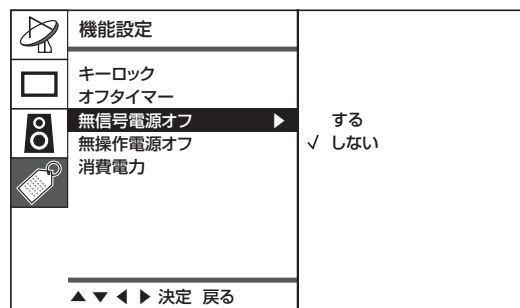 機能設定
キーロック
オフタイマー
無信号電源オフ ▶
無操作電源オフ
消費電力
する
✓ しない
▲ ▼ ◀ ▶ 決定 戻る